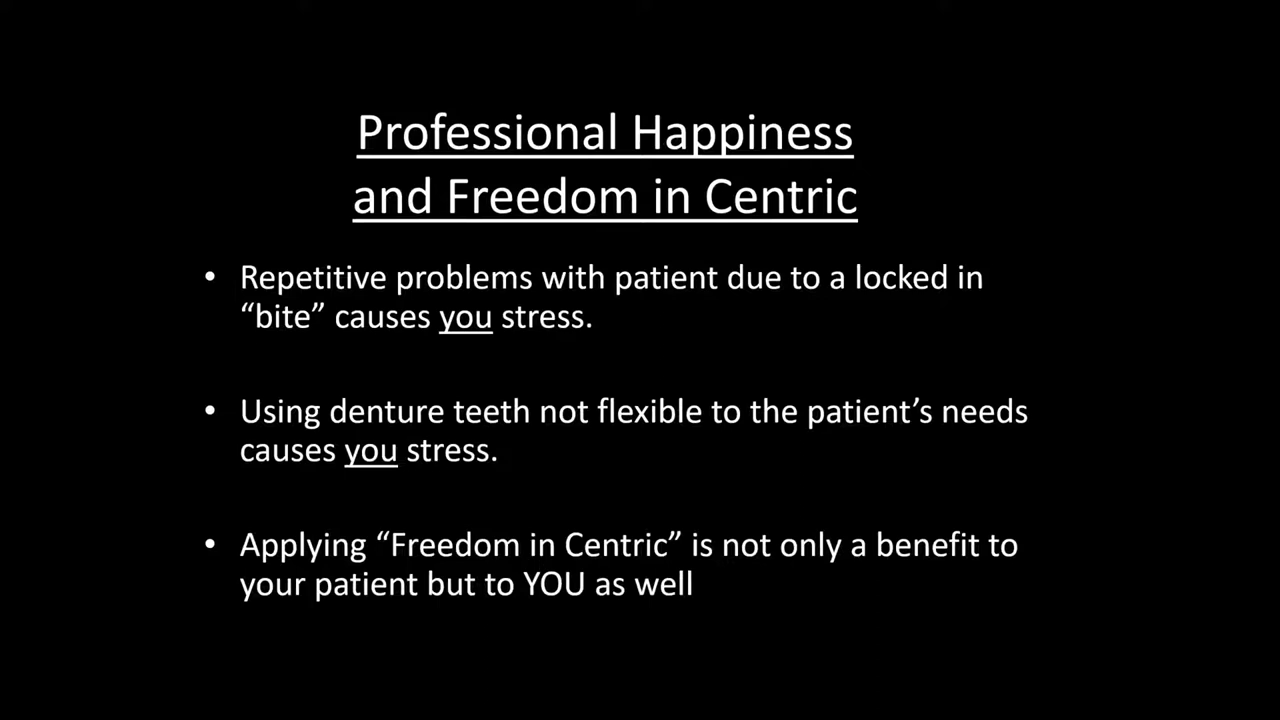 Professional Happiness
and Freedom in Centric
• Repetitive problems with patient due to a locked in
“bite” causes you stress.
• Using denture teeth not flexible to the patient’s needs
causes you stress.
• Applying “Freedom in Centric” is not only a benefit to
your patient but to YOU as well